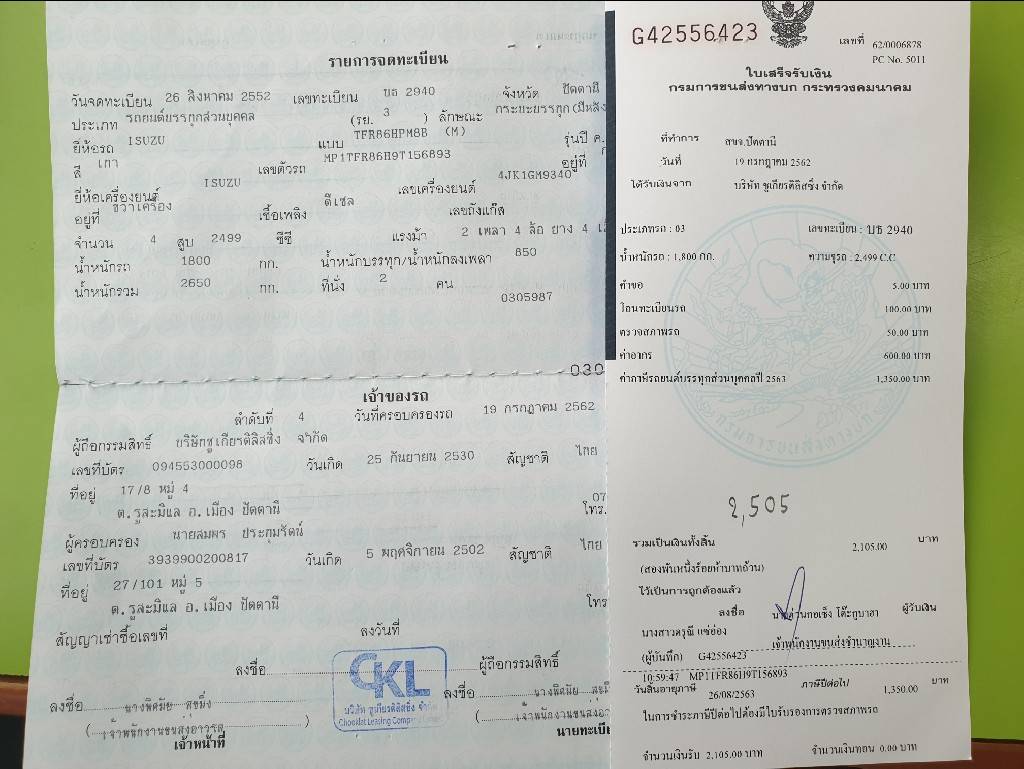 รายการจดทะเบียน
วันจดทะเบียน 26 สิงหาคม 2552 เลขทะเบียน บธ 2940 จังหวัด ปัตตานี
ประเภท รถยนต์บรรทุกส่วนบุคคล (รย. 3 ) ลักษณะ กระบะบรรทุก(มีหลัง
ยี่ห้อรถ ISUZU แบบ TFR86HPM8B (M) รุ่นปี ค.
สี เทา เลขตัวรถ MP1TFR86H9T156893 อยู่ที่
ยี่ห้อเครื่องยนต์ ISUZU เลขเครื่องยนต์ 4JK1GM9340
อยู่ที่ ขวาเครื่อง เชื้อเพลิง ดีเซล เลขถังแก๊ส
จำนวน 4 สูบ 2499 ซีซี แรงม้า 2 เพลา 4 ล้อ ยาง 4
น้ำหนักรถ 1800 กก. น้ำหนักบรรทุก/น้ำหนักลงเพลา 850
น้ำหนักรวม 2650 กก. ที่นั่ง 2 คน
0305987
030
เจ้าของรถ
ลำดับที่ 4 วันที่ครอบครองรถ 19 กรกฎาคม 2562
ผู้ถือกรรมสิทธิ์ บริษัทชูเกียรติลิสซิ่ง จำกัด
เลขที่บัตร 094553000098 วันเกิด 25 กันยายน 2530 สัญชาติ ไทย
ที่อยู่ 17/8 หมู่ 4
ต.รูสะมิแล อ.เมือง ปัตตานี โทร. 07
ผู้ครอบครอง นายสมพร ประกุมรัตน์
เลขที่บัตร 3939900200817 วันเกิด 5 พฤศจิกายน 2502 สัญชาติ ไทย
ที่อยู่ 27/101 หมู่ 5
ต.รูสะมิแล อ.เมือง ปัตตานี โทร
สัญญาเช่าซื้อเลขที่ ลงวันที่
ลงชื่อ ผู้ถือกรรมสิทธิ์
CKL
บริษัท ชูเกียรติลิสซิ่ง จำกัด
Chookiat Leasing Company
ลงชื่อ นางพิศมัย สุขมิ่ง ลงชื่อ นางพิศมัย
(เจ้าพนักงานขนส่งอาวุโส ) (เจ้าพนักงานขนส่งอาว
เจ้าหน้าที่ นายทะเบีย
G42556423
เลขที่ 62/0006878
PC No. 5011
ใบเสร็จรับเงิน
กรมการขนส่งทางบก กระทรวงคมนาคม
ที่ทำการ สขจ.ปัตตานี
วันที่ 19 กรกฎาคม 2562
ได้รับเงินจาก บริษัท ชูเกียรติลิสซิ่ง จำกัด
ประเภทรถ : 03 เลขทะเบียน : บธ 2940
น้ำหนักรถ : 1,800 กก. ความจุรถ : 2,499 C.C
คำขอ 5.00 บาท
โอนทะเบียนรถ 100.00 บาท
ตรวจสภาพรถ 50.00 บาท
ค่าอากร 600.00 บาท
ค่าภาษีรถยนต์บรรทุกส่วนบุคคลปี 2563 1,350.00 บาท
2,505
รวมเป็นเงินทั้งสิ้น 2,105.00 บาท
(สองพันหนึ่งร้อยห้าบาทถ้วน)
ไว้เป็นการถูกต้องแล้ว
ลงชื่อ ผู้รับเงิน
นางสาวดรุณี แซ่ย่อง เจ้าพนักงานขนส่งชำนาญงาน
(ผู้บันทึก) G42556423
10:59:47 MP1TFR86H9T156893
วันสิ้นอายุภาษี 26/08/2563 ภาษีปีต่อไป 1,350.00 บาท
ในการชำระภาษีปีต่อไปต้องมีใบรับรองการตรวจสภาพรถ
จำนวนเงินรับ 2,105.00 บาท จำนวนเงินทอน 0.00 บาท